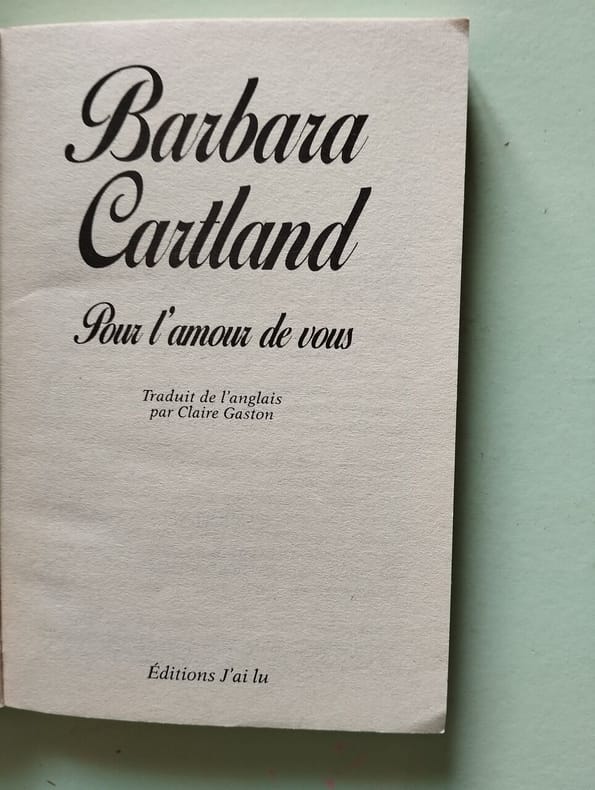 Barbara
Cartland
Pour l'amour de vous
Traduit de l'anglais
par Claire Gaston
Éditions J'ai lu